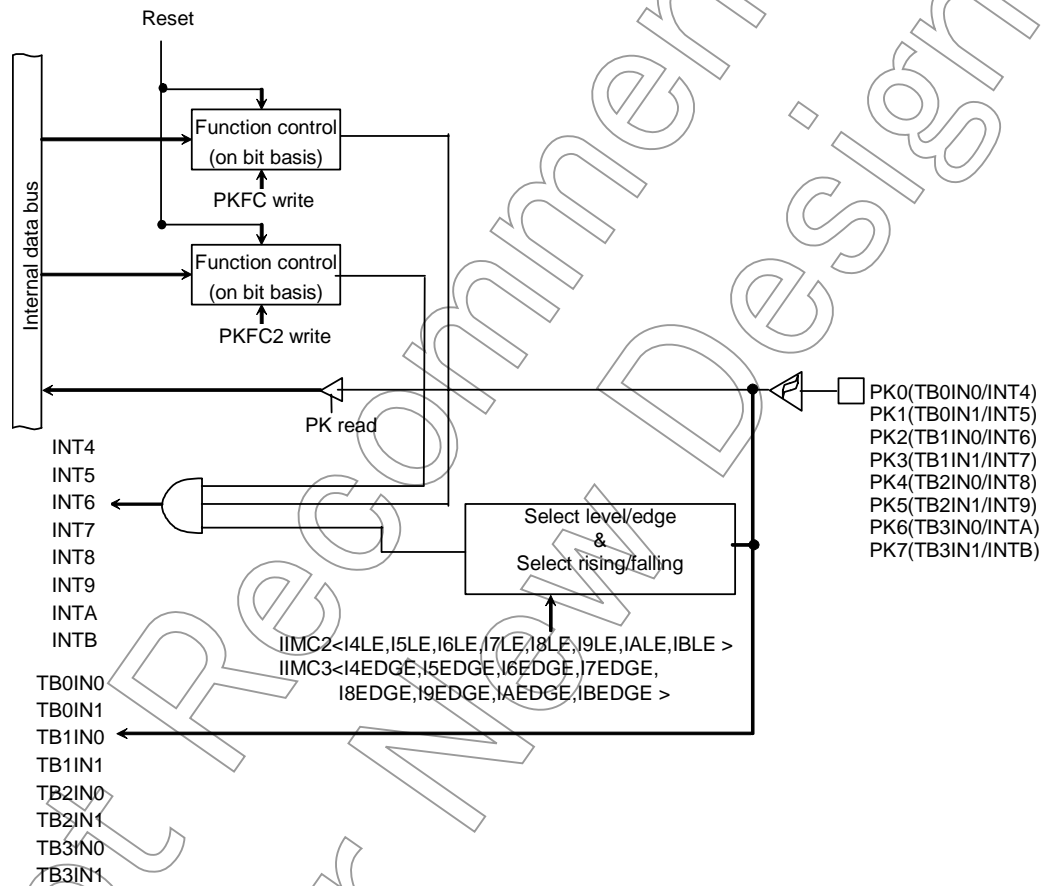 Reset
Internal data bus
Function control
(on bit basis)
PKFC write
Function control
(on bit basis)
PKFC2 write
PK read
PK0(TB0IN0/INT4)
PK1(TB0IN1/INT5)
PK2(TB1IN0/INT6)
PK3(TB1IN1/INT7)
PK4(TB2IN0/INT8)
PK5(TB2IN1/INT9)
PK6(TB3IN0/INTA)
PK7(TB3IN1/INTB)
INT4
INT5
INT6
INT7
INT8
INT9
INTA
INTB
Select level/edge
&
Select rising/falling
IIMC2<I4LE,I5LE,I6LE,I7LE,I8LE,I9LE,IALE,IBLE >
IIMC3<I4EDGE,I5EDGE,I6EDGE,I7EDGE,
I8EDGE,I9EDGE,IAEDGE,IBEDGE >
TB0IN0
TB0IN1
TB1IN0
TB1IN1
TB2IN0
TB2IN1
TB3IN0
TB3IN1
Recommen
New Design